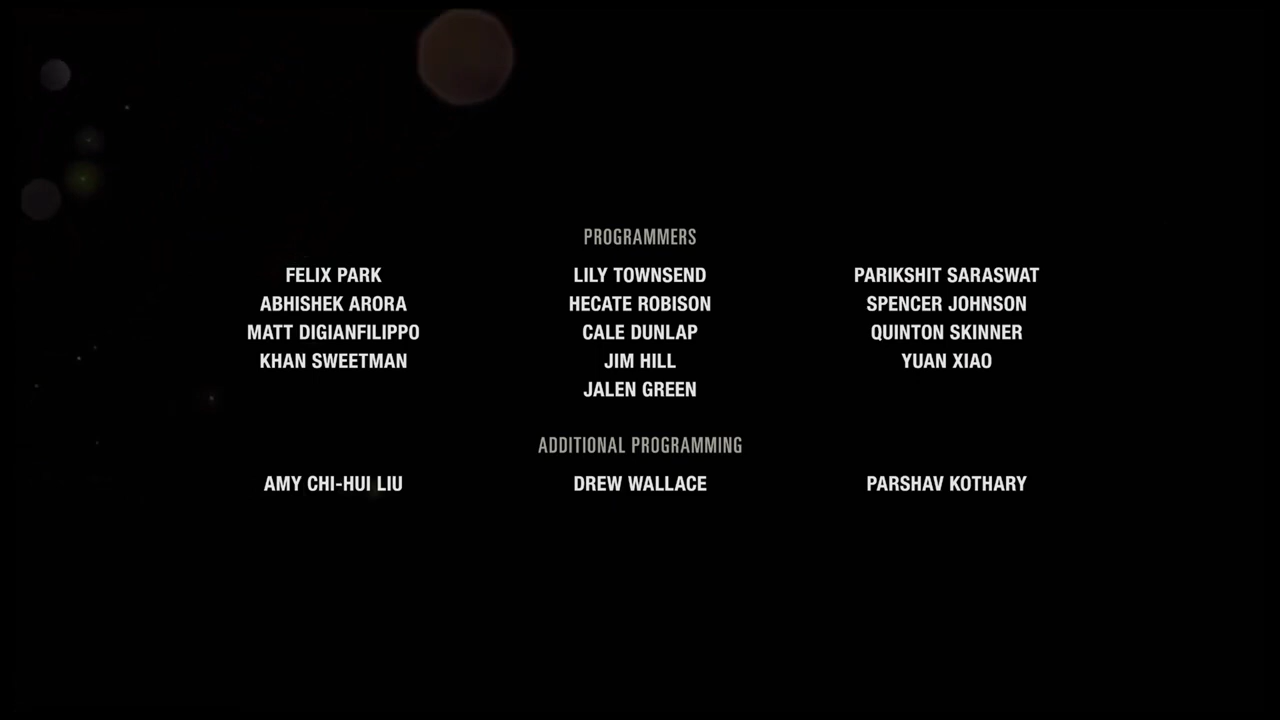 PROGRAMMERS
FELIX PARK LILY TOWNSEND PARIKSHIT SARASWAT
ABHISHEK ARORA HECATE ROBISON SPENCER JOHNSON
MATT DIGIANFILIPPO CALE DUNLAP QUINTON SKINNER
KHAN SWEETMAN JIM HILL YUAN XIAO
JALEN GREEN
ADDITIONAL PROGRAMMING
AMY CHI-HUI LIU DREW WALLACE PARSHAV KOTHARY